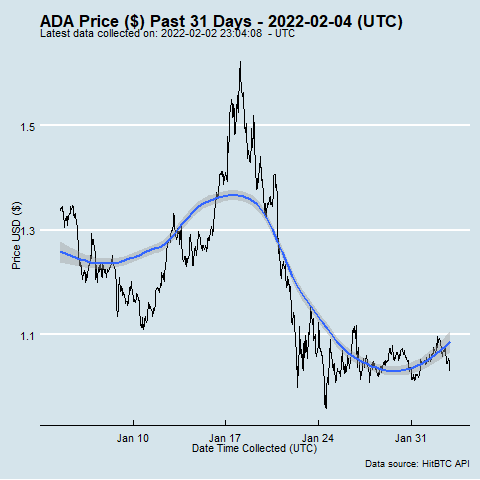 ADA Price ($) Past 31 Days - 2022-02-04 (UTC)
Latest data collected on: 2022-02-02 23:04:08 - UTC
1.5
1.3
1.1
Price USD ($)
Jan 10
Jan 17
Jan 24
Jan 31
Date Time Collected (UTC)
Data source: HitBTC API